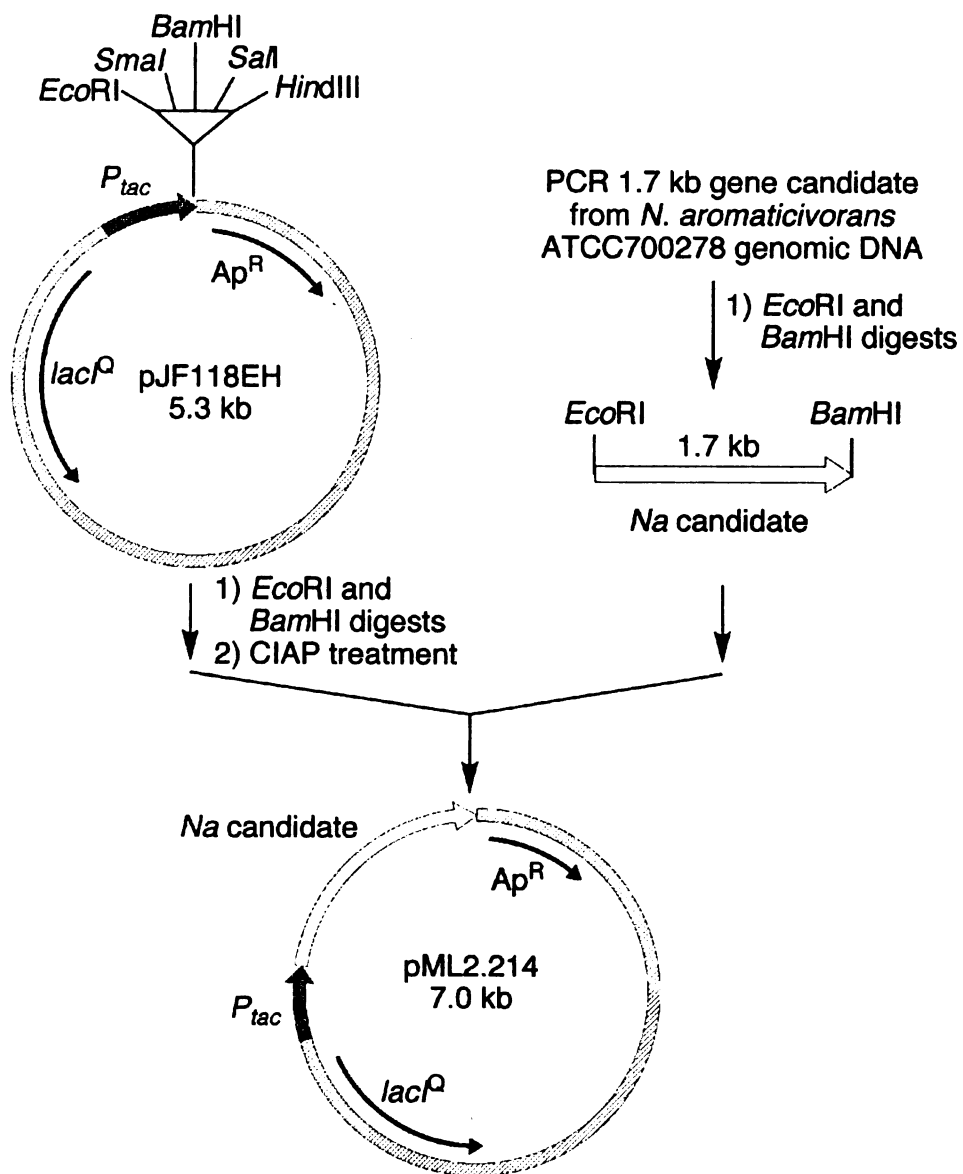 BamHI
SmaI
SalI
EcoRI
HindIII
Ptac
ApR
lacIQ
pJF118EH
5.3 kb
PCR 1.7 kb gene candidate
from N. aromaticivorans
ATCC700278 genomic DNA
1) EcoRI and
BamHI digests
EcoRI
BamHI
1.7 kb
Na candidate
1) EcoRI and
BamHI digests
2) CIAP treatment
Na candidate
ApR
pML2.214
7.0 kb
Ptac
lacIQ